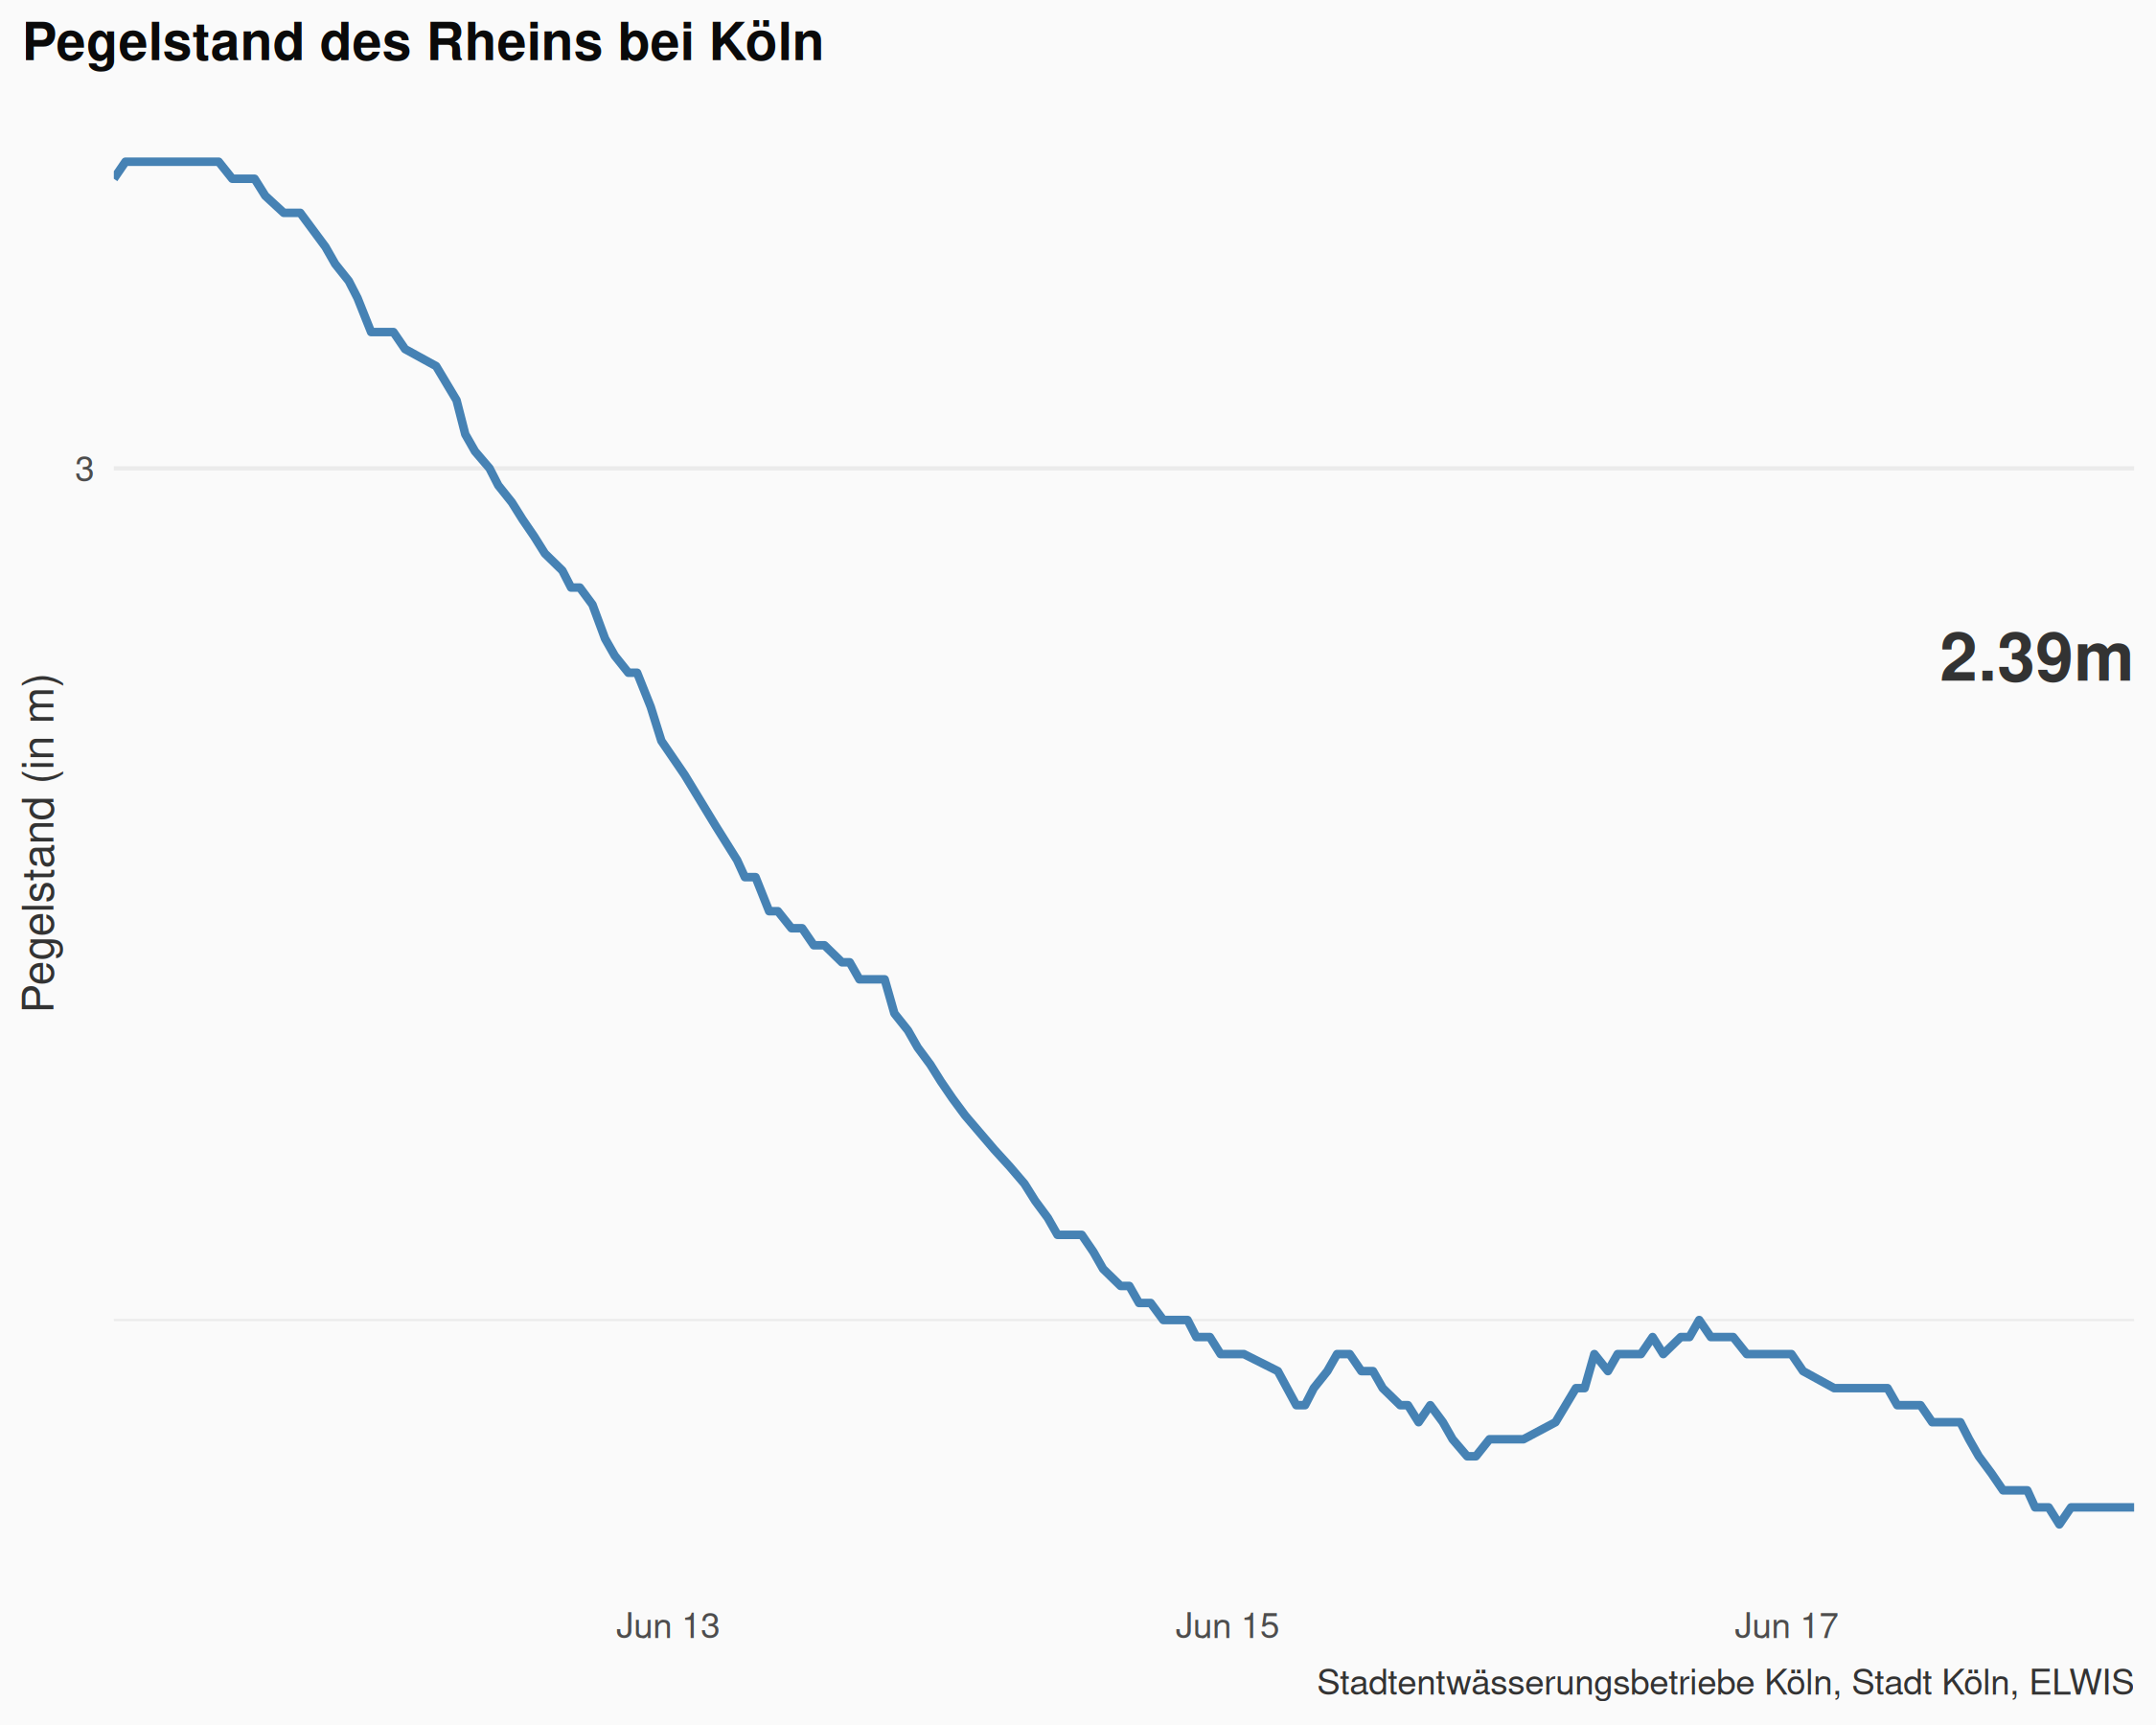 Pegelstand des Rheins bei Köln
3
2.39m
Pegelstand (in m)
Jun 13
Jun 15
Jun 17
Stadtentwässerungsbetriebe Köln, Stadt Köln, ELWIS